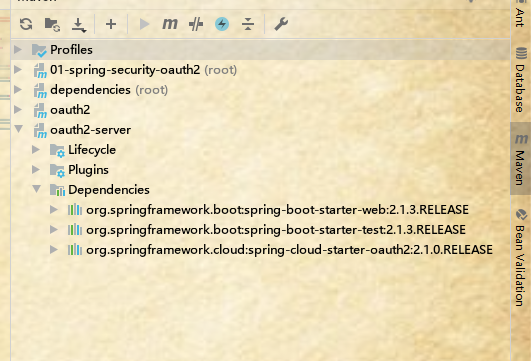 Profiles
01-spring-security-oauth2 (root)
dependencies (root)
oauth2
oauth2-server
Lifecycle
Plugins
Dependencies
org.springframework.boot:spring-boot-starter-web:2.1.3.RELEASE
org.springframework.boot:spring-boot-starter-test:2.1.3.RELEASE
org.springframework.cloud:spring-cloud-starter-oauth2:2.1.0.RELEASE
Ant
Database
Maven
Bean Validation